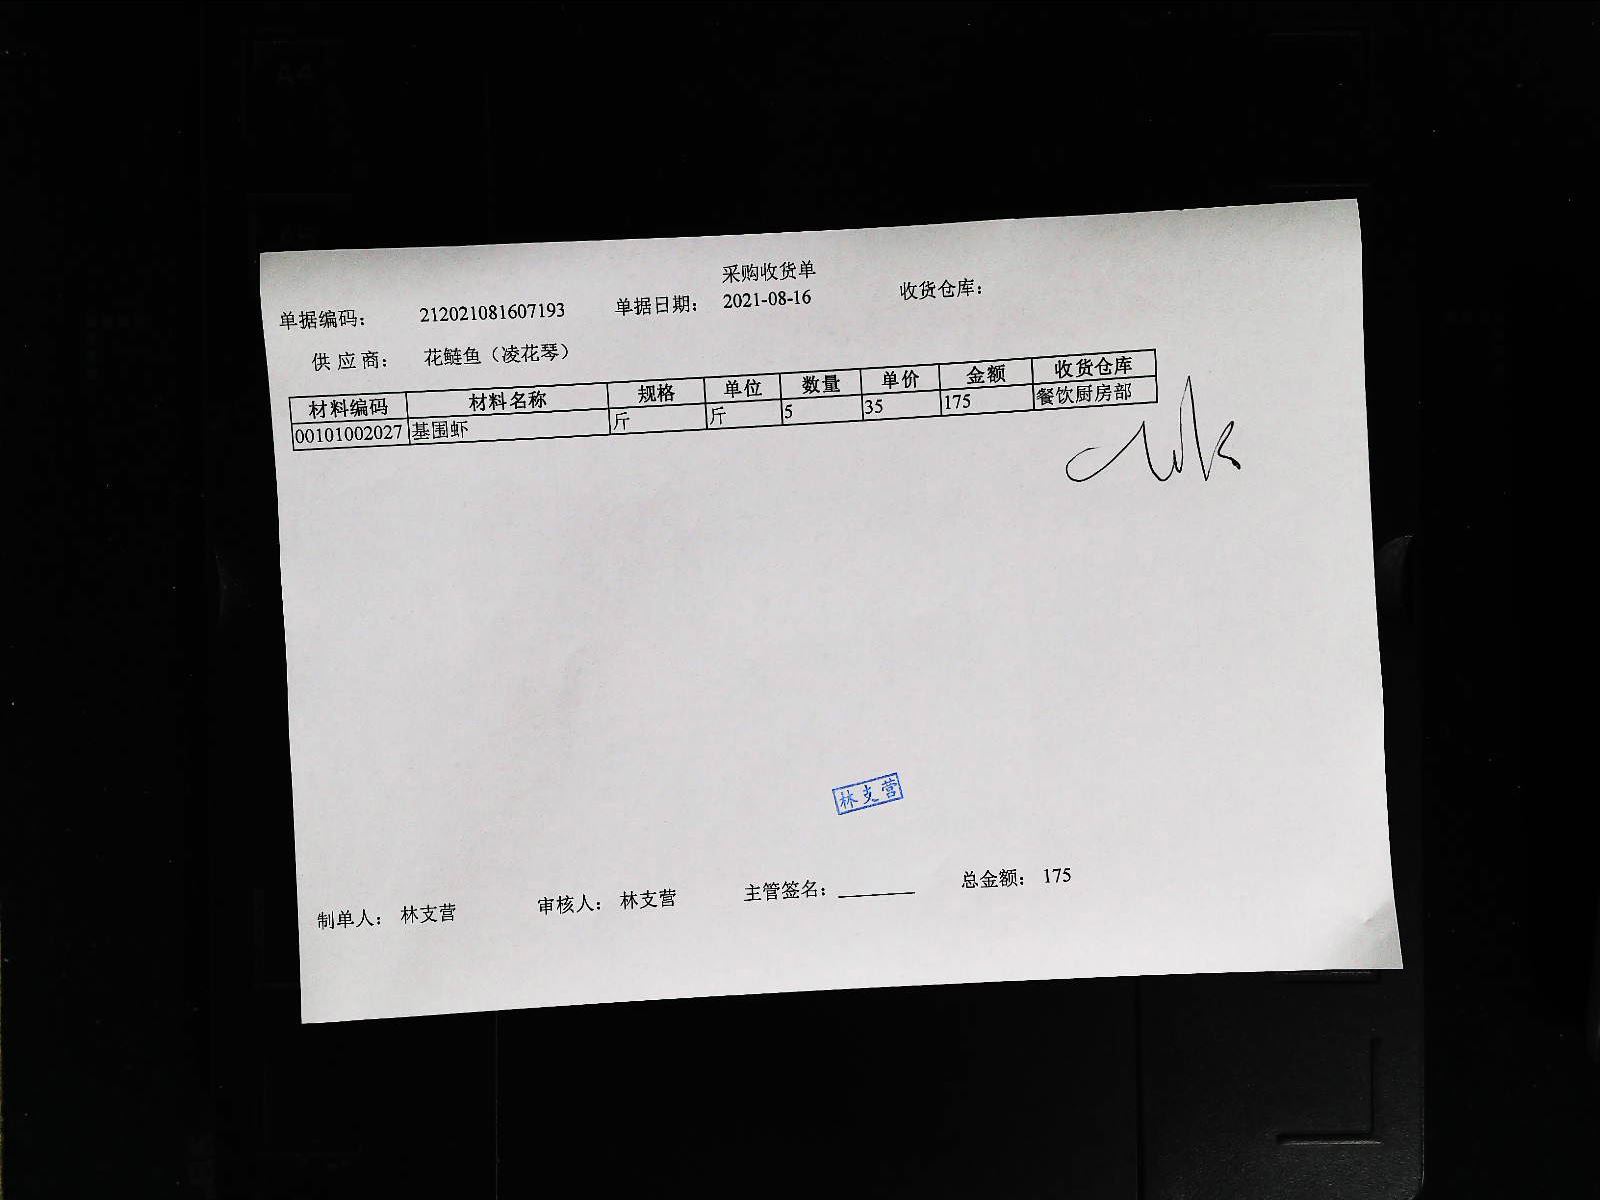 采购收货单
单据编码： 212021081607193 单据日期： 2021-08-16 收货仓库：
供 应 商： 花鲢鱼（凌花琴）
材料编码 材料名称 规格 单位 数量 单价 金额 收货仓库
00101002027 基围虾 斤 斤 5 35 175 餐饮厨房部
林支营
制单人： 林支营 审核人： 林支营 主管签名： 总金额： 175